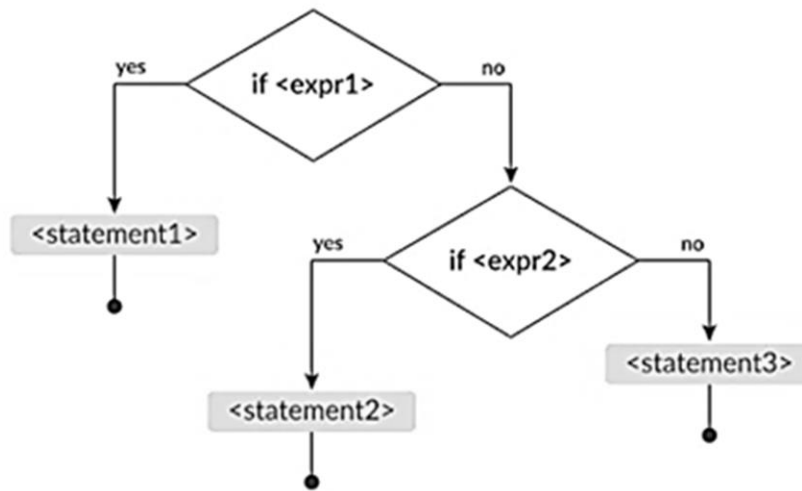 yes
if <expr1>
no
<statement1>
yes
if <expr2>
no
<statement3>
<statement2>